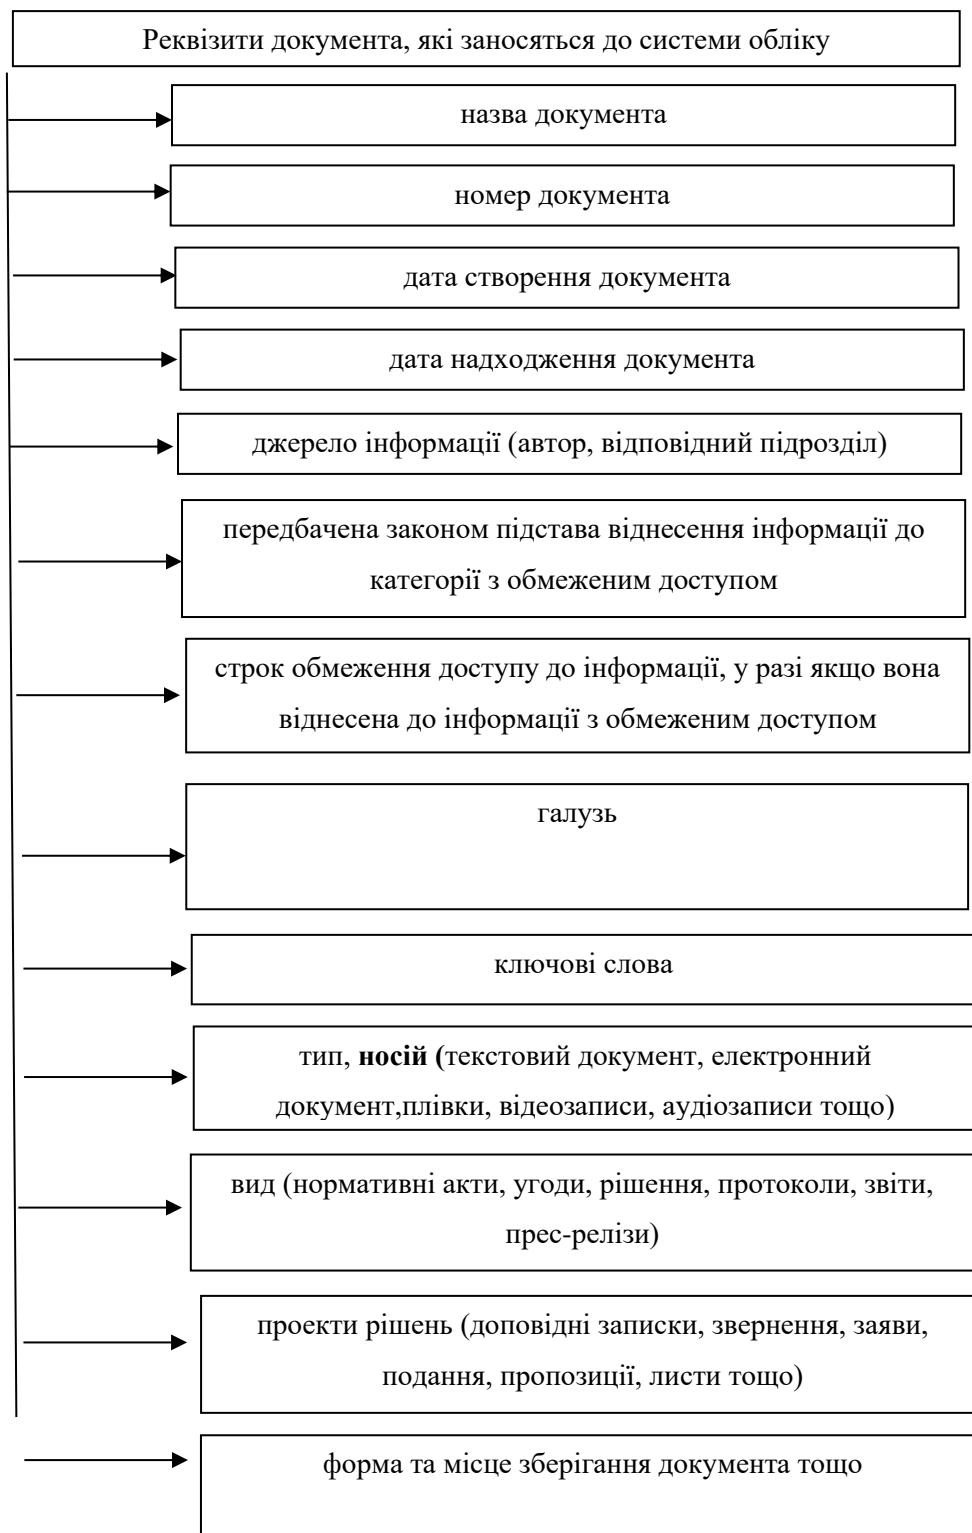 Реквізити документа, які заносяться до системи обліку
назва документа
номер документа
дата створення документа
дата надходження документа
джерело інформації (автор, відповідний підрозділ)
передбачена законом підстава віднесення інформації до
категорії з обмеженим доступом
строк обмеження доступу до інформації, у разі якщо вона
віднесена до інформації з обмеженим доступом
галузь
ключові слова
тип, носій (текстовий документ, електронний
документ,плівки, відеозаписи, аудіозаписи тощо)
вид (нормативні акти, угоди, рішення, протоколи, звіти,
прес-релізи)
проекти рішень (доповідні записки, звернення, заяви,
подання, пропозиції, листи тощо)
форма та місце зберігання документа тощо